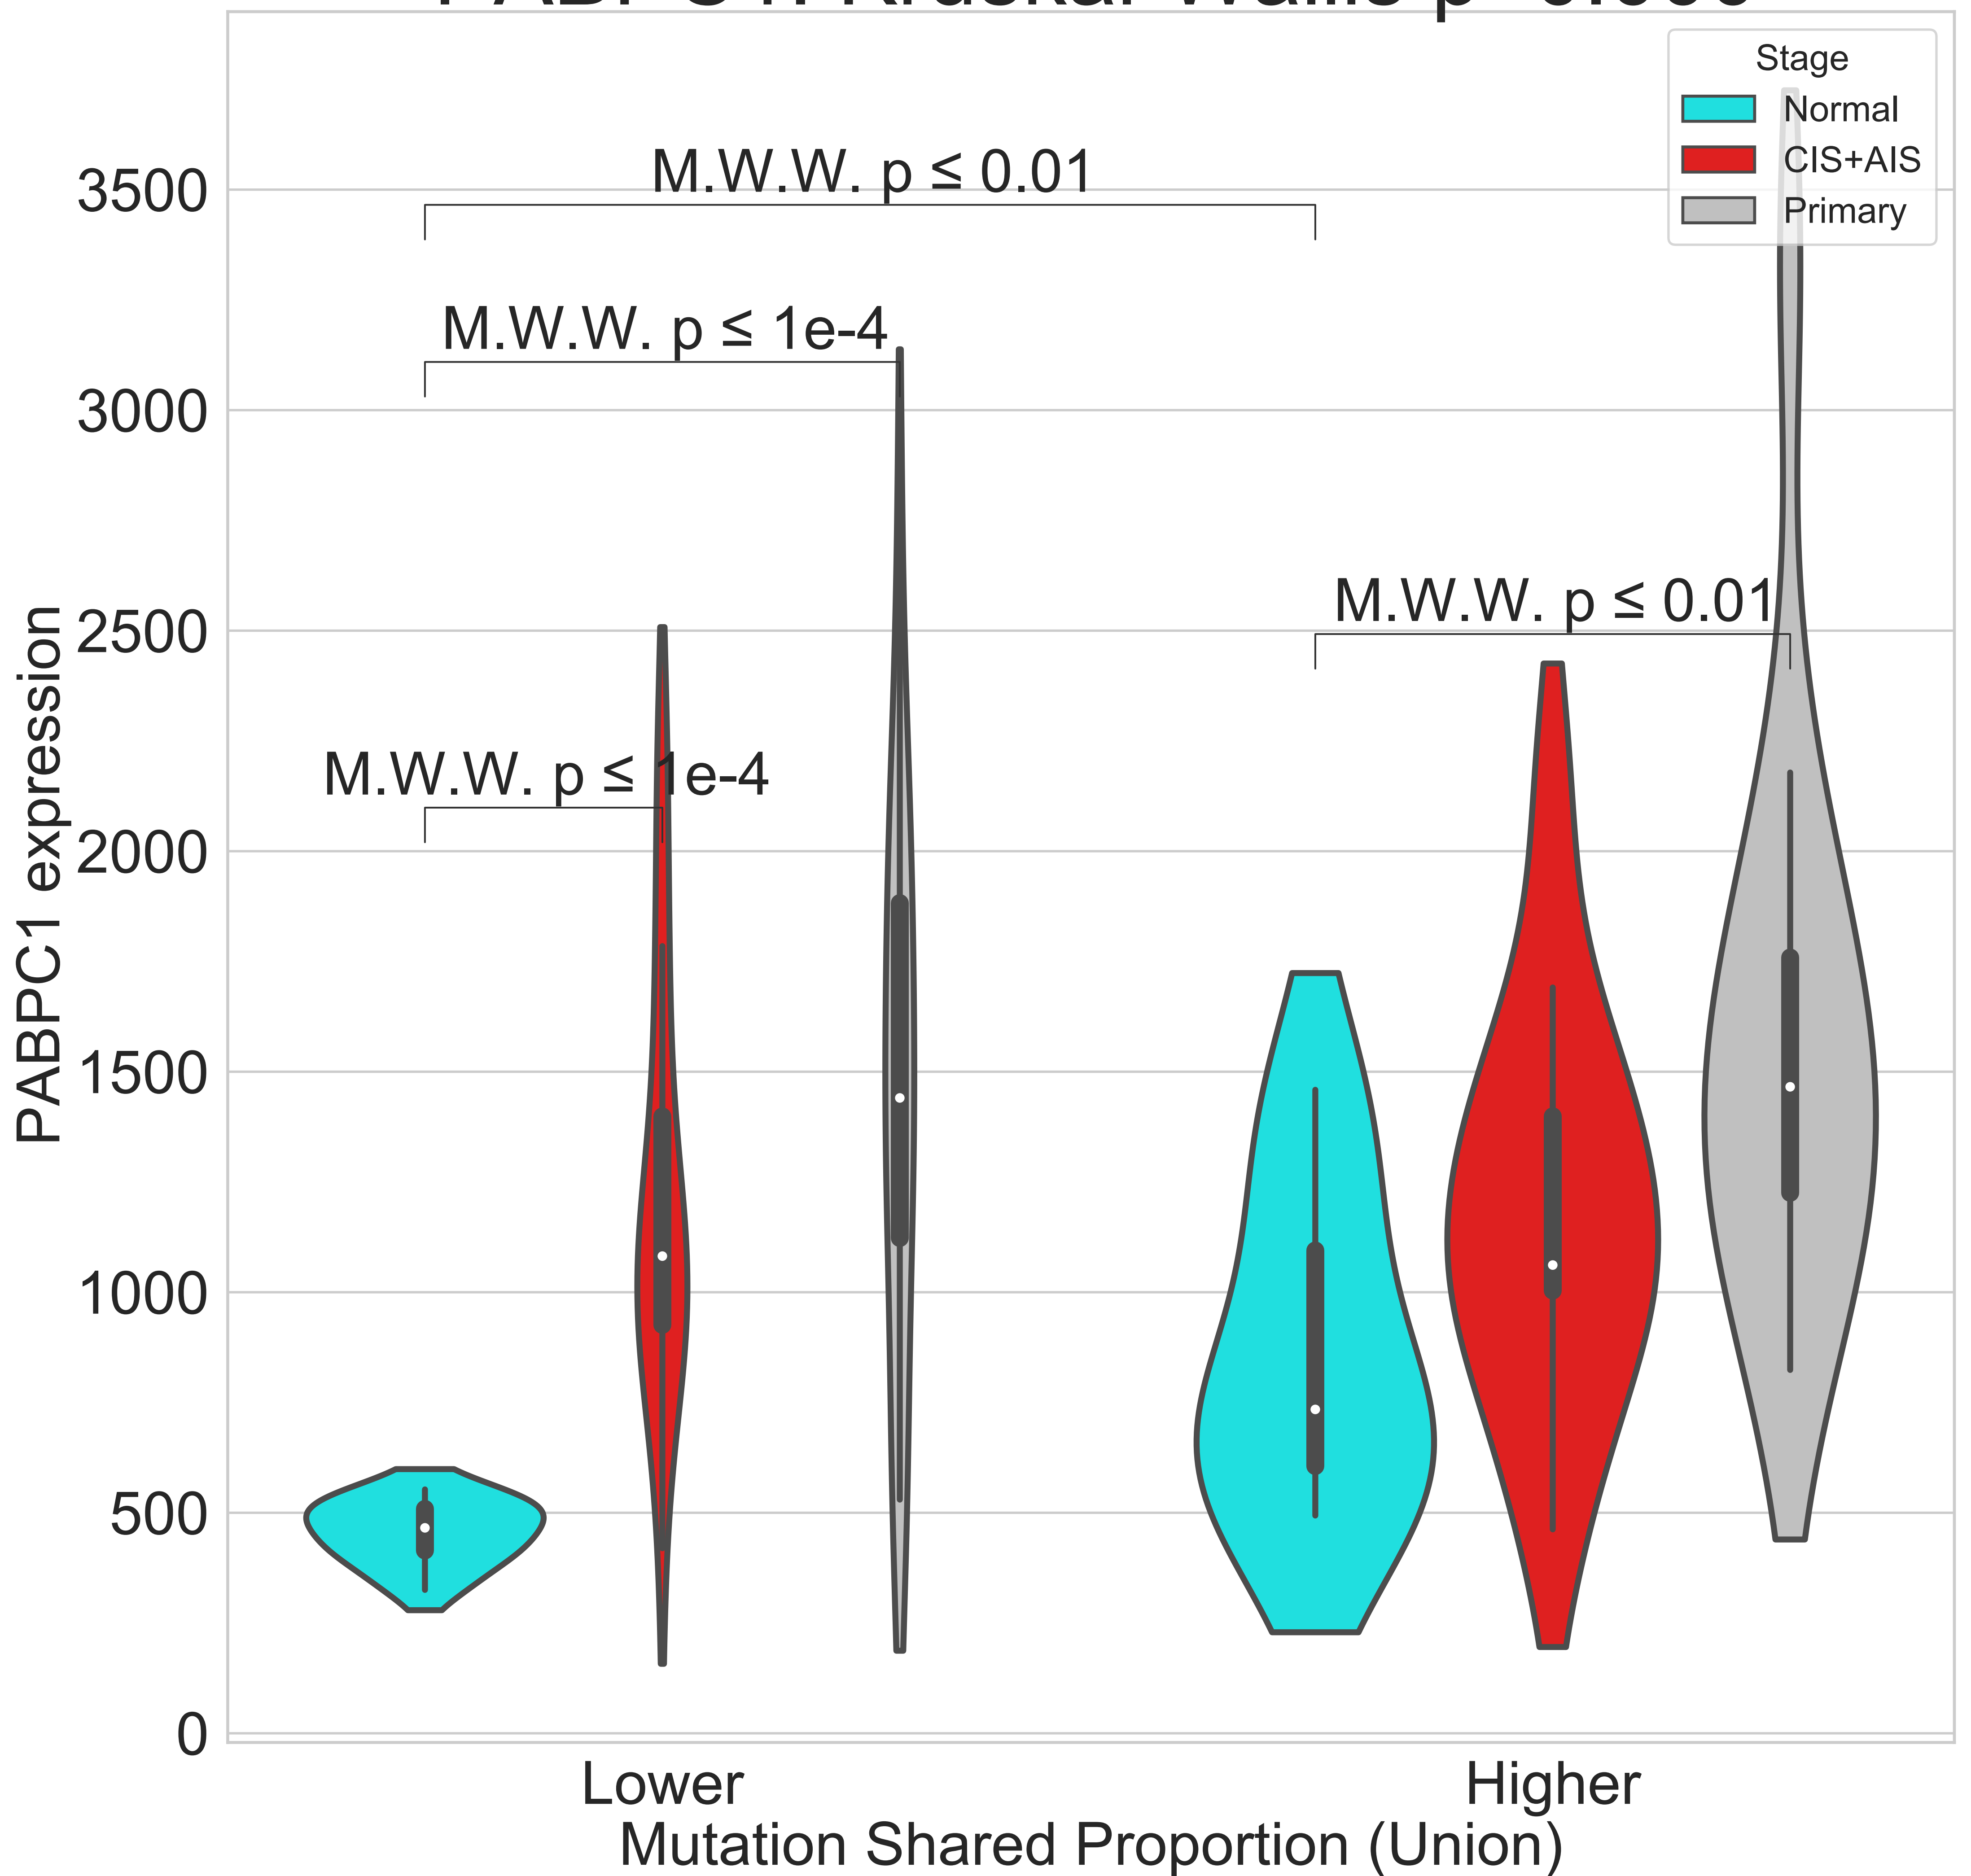 Stage
Normal
CIS+AIS
Primary
M.W.W. p ≤ 0.01
M.W.W. p ≤ 1e-4
M.W.W. p ≤ 0.01
M.W.W. p ≤ 1e-4
3500
3000
2500
2000
1500
1000
500
0
PABPC1 expression
Lower
Higher
Mutation Shared Proportion (Union)